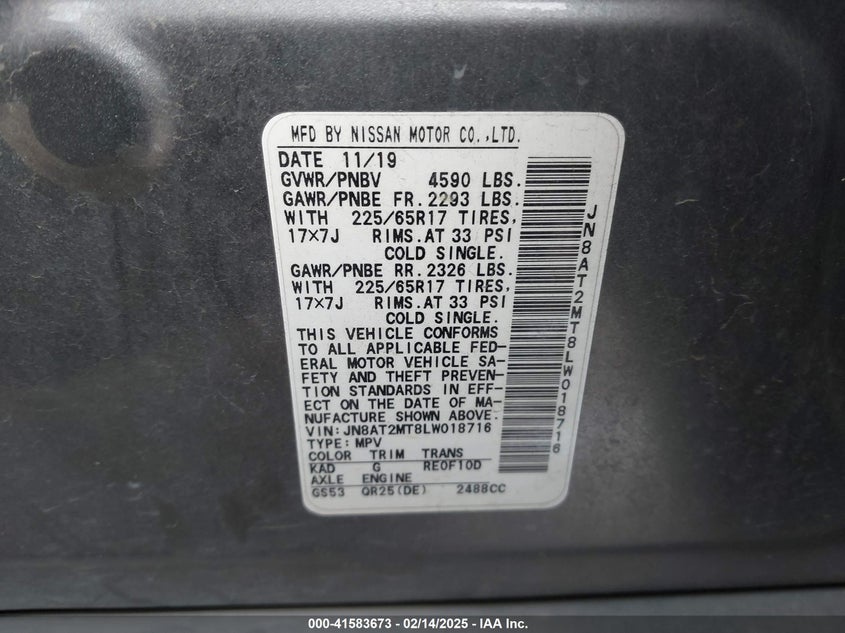 MFD BY NISSAN MOTOR CO.,LTD.
DATE 11/19
GVWR/PNBV 4590 LBS.
GAWR/PNBE FR. 2293 LBS.
WITH 225/65R17 TIRES,
17×7J RIMS. AT 33 PSI
COLD SINGLE.
GAWR/PNBE RR. 2326 LBS.
WITH 225/65R17 TIRES,
17×7J RIMS. AT 33 PSI
COLD SINGLE.
THIS VEHICLE CONFORMS
TO ALL APPLICABLE FED-
ERAL MOTOR VEHICLE SA-
FETY AND THEFT PREVEN-
TION STANDARDS IN EFF-
ECT ON THE DATE OF MA-
NUFACTURE SHOWN ABOVE.
VIN:JN8AT2MT8LW018716
TYPE: MPV
COLOR TRIM TRANS
KAD G RE0F10D
AXLE ENGINE
GS53 QR25(DE) 2488CC
JN8AT2MT8LW018716
000-41583673 - 02/14/2025 - IAA Inc.